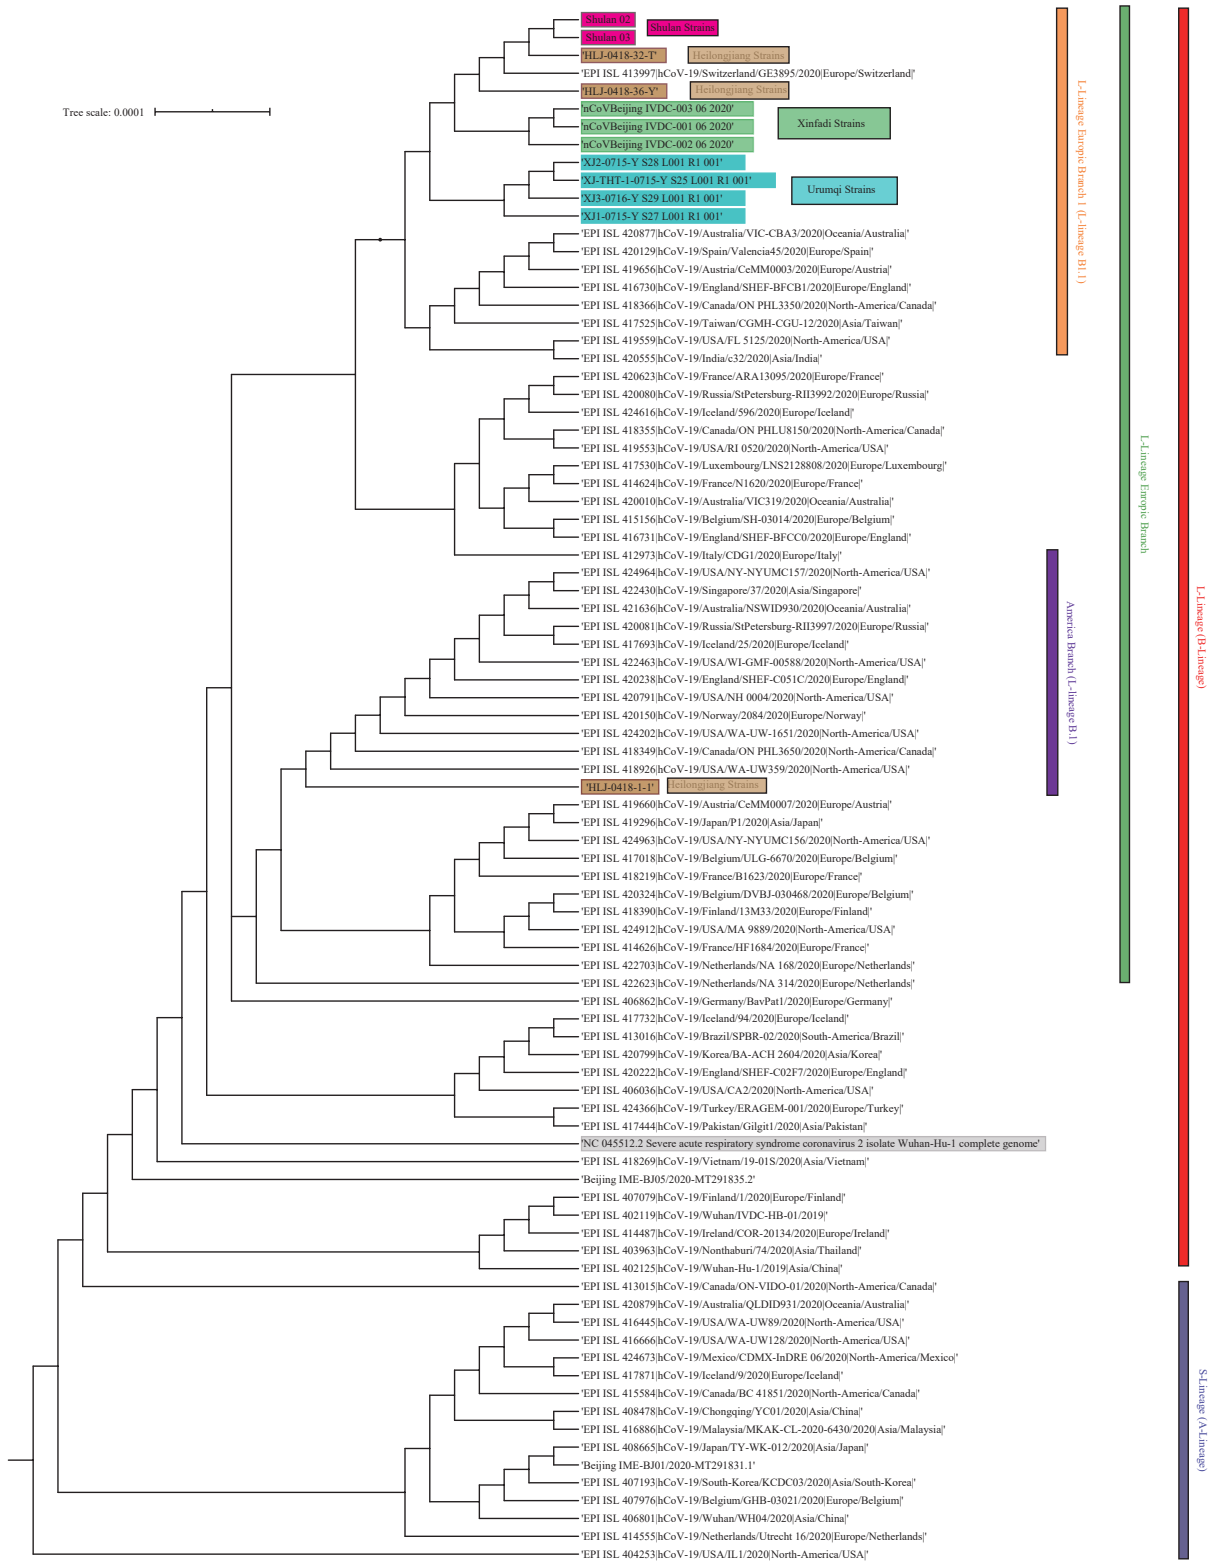 Shulan 02
Shulan Strains
Shulan 03
'HLJ-0418-32-T'
Heilongjiang Strains
'EPI ISL 413997|hCoV-19/Switzerland/GE3895/2020|Europe/Switzerland|'
'HLJ-0418-36-Y'
Heilongjiang Strains
Tree scale: 0.0001
'nCoVBeijing IVDC-003 06 2020'
'nCoVBeijing IVDC-001 06 2020'
Xinfadi Strains
'nCoVBeijing IVDC-002 06 2020'
'XJ2-0715-Y S28 L001 R1 001'
'XJ-THT-1-0715-Y S25 L001 R1 001'
Urumqi Strains
'XJ3-0716-Y S29 L001 R1 001'
'XJ1-0715-Y S27 L001 R1 001'
'EPI ISL 420877|hCoV-19/Australia/VIC-CBA3/2020|Oceania/Australia|'
'EPI ISL 420129|hCoV-19/Spain/Valencia45/2020|Europe/Spain|'
'EPI ISL 419656|hCoV-19/Austria/CeMM0003/2020|Europe/Austria|'
'EPI ISL 416730|hCoV-19/England/SHEF-BFCB1/2020|Europe/England|'
'EPI ISL 418366|hCoV-19/Canada/ON PHL3350/2020|North-America/Canada|'
'EPI ISL 417525|hCoV-19/Taiwan/CGMH-CGU-12/2020|Asia/Taiwan|'
'EPI ISL 419559|hCoV-19/USA/FL 5125/2020|North-America/USA|'
'EPI ISL 420555|hCoV-19/India/c32/2020|Asia/India|'
L-Lineage Europic Branch 1 (L-lineage B1.1)
'EPI ISL 420623|hCoV-19/France/ARA13095/2020|Europe/France|'
'EPI ISL 420080|hCoV-19/Russia/StPetersburg-RII3992/2020|Europe/Russia|'
'EPI ISL 424616|hCoV-19/Iceland/596/2020|Europe/Iceland|'
'EPI ISL 418355|hCoV-19/Canada/ON PHLU8150/2020|North-America/Canada|'
'EPI ISL 419553|hCoV-19/USA/RI 0520/2020|North-America/USA|'
'EPI ISL 417530|hCoV-19/Luxembourg/LNS2128808/2020|Europe/Luxembourg|'
'EPI ISL 414624|hCoV-19/France/N1620/2020|Europe/France|'
'EPI ISL 420010|hCoV-19/Australia/VIC319/2020|Oceania/Australia|'
'EPI ISL 415156|hCoV-19/Belgium/SH-03014/2020|Europe/Belgium|'
'EPI ISL 416731|hCoV-19/England/SHEF-BFCC0/2020|Europe/England|'
'EPI ISL 412973|hCoV-19/Italy/CDG1/2020|Europe/Italy|'
L-Lineage Enropic Branch
'EPI ISL 424964|hCoV-19/USA/NY-NYUMC157/2020|North-America/USA|'
'EPI ISL 422430|hCoV-19/Singapore/37/2020|Asia/Singapore|'
'EPI ISL 421636|hCoV-19/Australia/NSWID930/2020|Oceania/Australia|'
'EPI ISL 420081|hCoV-19/Russia/StPetersburg-RII3997/2020|Europe/Russia|'
'EPI ISL 417693|hCoV-19/Iceland/25/2020|Europe/Iceland|'
'EPI ISL 422463|hCoV-19/USA/WI-GMF-00588/2020|North-America/USA|'
'EPI ISL 420238|hCoV-19/England/SHEF-C051C/2020|Europe/England|'
'EPI ISL 420791|hCoV-19/USA/NH 0004/2020|North-America/USA|'
'EPI ISL 420150|hCoV-19/Norway/2084/2020|Europe/Norway|'
'EPI ISL 424202|hCoV-19/USA/WA-UW-1651/2020|North-America/USA|'
'EPI ISL 418349|hCoV-19/Canada/ON PHL3650/2020|North-America/Canada|'
'EPI ISL 418926|hCoV-19/USA/WA-UW359/2020|North-America/USA|'
America Branch (L-lineage B.1)
L-Lineage (B-Lineage)
'HLJ-0418-1-1'
Heilongjiang Strains
'EPI ISL 419660|hCoV-19/Austria/CeMM0007/2020|Europe/Austria|'
'EPI ISL 419296|hCoV-19/Japan/P1/2020|Asia/Japan|'
'EPI ISL 424963|hCoV-19/USA/NY-NYUMC156/2020|North-America/USA|'
'EPI ISL 417018|hCoV-19/Belgium/ULG-6670/2020|Europe/Belgium|'
'EPI ISL 418219|hCoV-19/France/B1623/2020|Europe/France|'
'EPI ISL 420324|hCoV-19/Belgium/DVBJ-030468/2020|Europe/Belgium|'
'EPI ISL 418390|hCoV-19/Finland/13M33/2020|Europe/Finland|'
'EPI ISL 424912|hCoV-19/USA/MA 9889/2020|North-America/USA|'
'EPI ISL 414626|hCoV-19/France/HF1684/2020|Europe/France|'
'EPI ISL 422703|hCoV-19/Netherlands/NA 168/2020|Europe/Netherlands|'
'EPI ISL 422623|hCoV-19/Netherlands/NA 314/2020|Europe/Netherlands|'
'EPI ISL 406862|hCoV-19/Germany/BavPat1/2020|Europe/Germany|'
'EPI ISL 417732|hCoV-19/Iceland/94/2020|Europe/Iceland|'
'EPI ISL 413016|hCoV-19/Brazil/SPBR-02/2020|South-America/Brazil|'
'EPI ISL 420799|hCoV-19/Korea/BA-ACH 2604/2020|Asia/Korea|'
'EPI ISL 420222|hCoV-19/England/SHEF-C02F7/2020|Europe/England|'
'EPI ISL 406036|hCoV-19/USA/CA2/2020|North-America/USA|'
'EPI ISL 424366|hCoV-19/Turkey/ERAGEM-001/2020|Europe/Turkey|'
'EPI ISL 417444|hCoV-19/Pakistan/Gilgit1/2020|Asia/Pakistan|'
'NC 045512.2 Severe acute respiratory syndrome coronavirus 2 isolate Wuhan-Hu-1 complete genome'
'EPI ISL 418269|hCoV-19/Vietnam/19-01S/2020|Asia/Vietnam|'
'Beijing IME-BJ05/2020-MT291835.2'
'EPI ISL 407079|hCoV-19/Finland/1/2020|Europe/Finland|'
'EPI ISL 402119|hCoV-19/Wuhan/IVDC-HB-01/2019|'
'EPI ISL 414487|hCoV-19/Ireland/COR-20134/2020|Europe/Ireland|'
'EPI ISL 403963|hCoV-19/Nonthaburi/74/2020|Asia/Thailand|'
'EPI ISL 402125|hCoV-19/Wuhan-Hu-1/2019|Asia/China|'
'EPI ISL 413015|hCoV-19/Canada/ON-VIDO-01/2020|North-America/Canada|'
'EPI ISL 420879|hCoV-19/Australia/QLDID931/2020|Oceania/Australia|'
'EPI ISL 416445|hCoV-19/USA/WA-UW89/2020|North-America/USA|'
'EPI ISL 416666|hCoV-19/USA/WA-UW128/2020|North-America/USA|'
'EPI ISL 424673|hCoV-19/Mexico/CDMX-InDRE 06/2020|North-America/Mexico|'
'EPI ISL 417871|hCoV-19/Iceland/9/2020|Europe/Iceland|'
'EPI ISL 415584|hCoV-19/Canada/BC 41851/2020|North-America/Canada|'
'EPI ISL 408478|hCoV-19/Chongqing/YC01/2020|Asia/China|'
'EPI ISL 416886|hCoV-19/Malaysia/MKAK-CL-2020-6430/2020|Asia/Malaysia|'
S-Lineage (A-Lineage)
'EPI ISL 408665|hCoV-19/Japan/TY-WK-012/2020|Asia/Japan|'
'Beijing IME-BJ01/2020-MT291831.1'
'EPI ISL 407193|hCoV-19/South-Korea/KCDC03/2020|Asia/South-Korea|'
'EPI ISL 407976|hCoV-19/Belgium/GHB-03021/2020|Europe/Belgium|'
'EPI ISL 406801|hCoV-19/Wuhan/WH04/2020|Asia/China|'
'EPI ISL 414555|hCoV-19/Netherlands/Utrecht 16/2020|Europe/Netherlands|'
'EPI ISL 404253|hCoV-19/USA/IL1/2020|North-America/USA|'